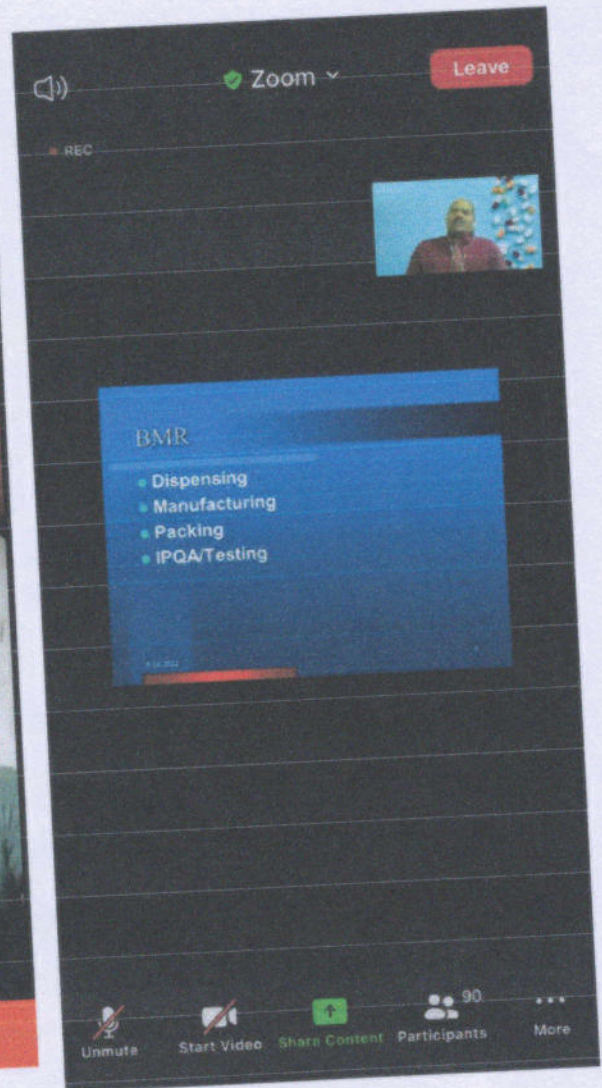 Zoom
Leave
REC
BMR
Dispensing
Manufacturing
Packing
IPQA/Testing
90
Unmute
Start Video
Share Content
Participants
More